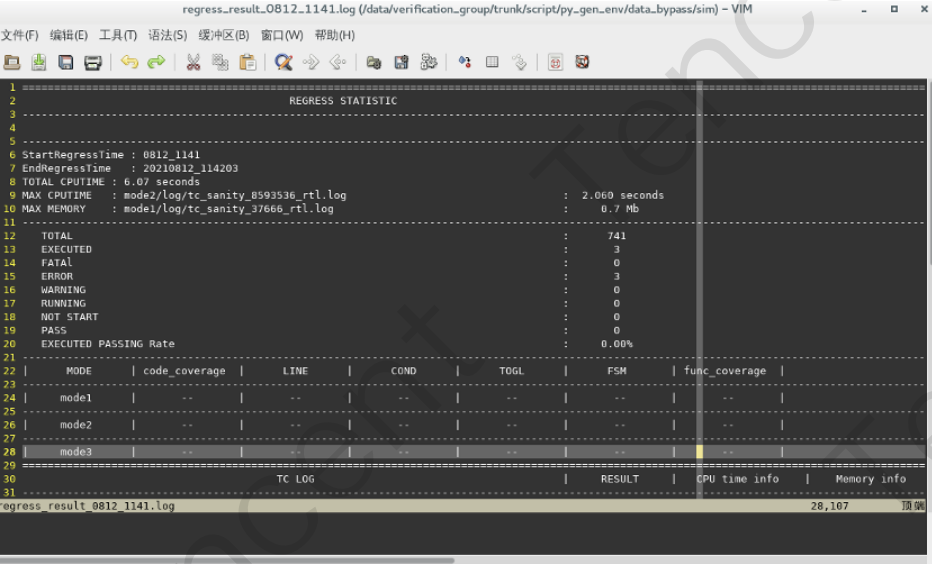 regress_result_0812_1141.log (/data/verification_group/trunk/script/py_gen_env/data_bypass/sim) - VIM
文件(F) 编辑(E) 工具(T) 语法(S) 缓冲区(B) 窗口(W) 帮助(H)
1 ================================================================
2 REGRESS STATISTIC
3 ----------------------------------------------------------------
4
5 ----------------------------------------------------------------
6 StartRegressTime : 0812_1141
7 EndRegressTime : 20210812_114203
8 TOTAL CPUTIME : 6.07 seconds
9 MAX CPUTIME : mode2/log/tc_sanity_8593536_rtl.log : 2.060 seconds
10 MAX MEMORY : mode1/log/tc_sanity_37666_rtl.log : 0.7 Mb
11 ----------------------------------------------------------------
12 TOTAL : 741
13 EXECUTED : 3
14 FATAl : 0
15 ERROR : 3
16 WARNING : 0
17 RUNNING : 0
18 NOT START : 0
19 PASS : 0
20 EXECUTED PASSING Rate : 0.00%
21 ----------------------------------------------------------------
22 | MODE | code_coverage | LINE | COND | TOGL | FSM | func_coverage |
23 ----------------------------------------------------------------
24 | mode1 | -- | -- | -- | -- | -- | -- |
25 ----------------------------------------------------------------
26 | mode2 | -- | -- | -- | -- | -- | -- |
27 ----------------------------------------------------------------
28 | mode3 | -- | -- | -- | -- | -- | -- |
29 ================================================================
30 TC LOG | RESULT | CPU time info | Memory info
31 ----------------------------------------------------------------
regress_result_0812_1141.log 28,107 顶端
Tencent